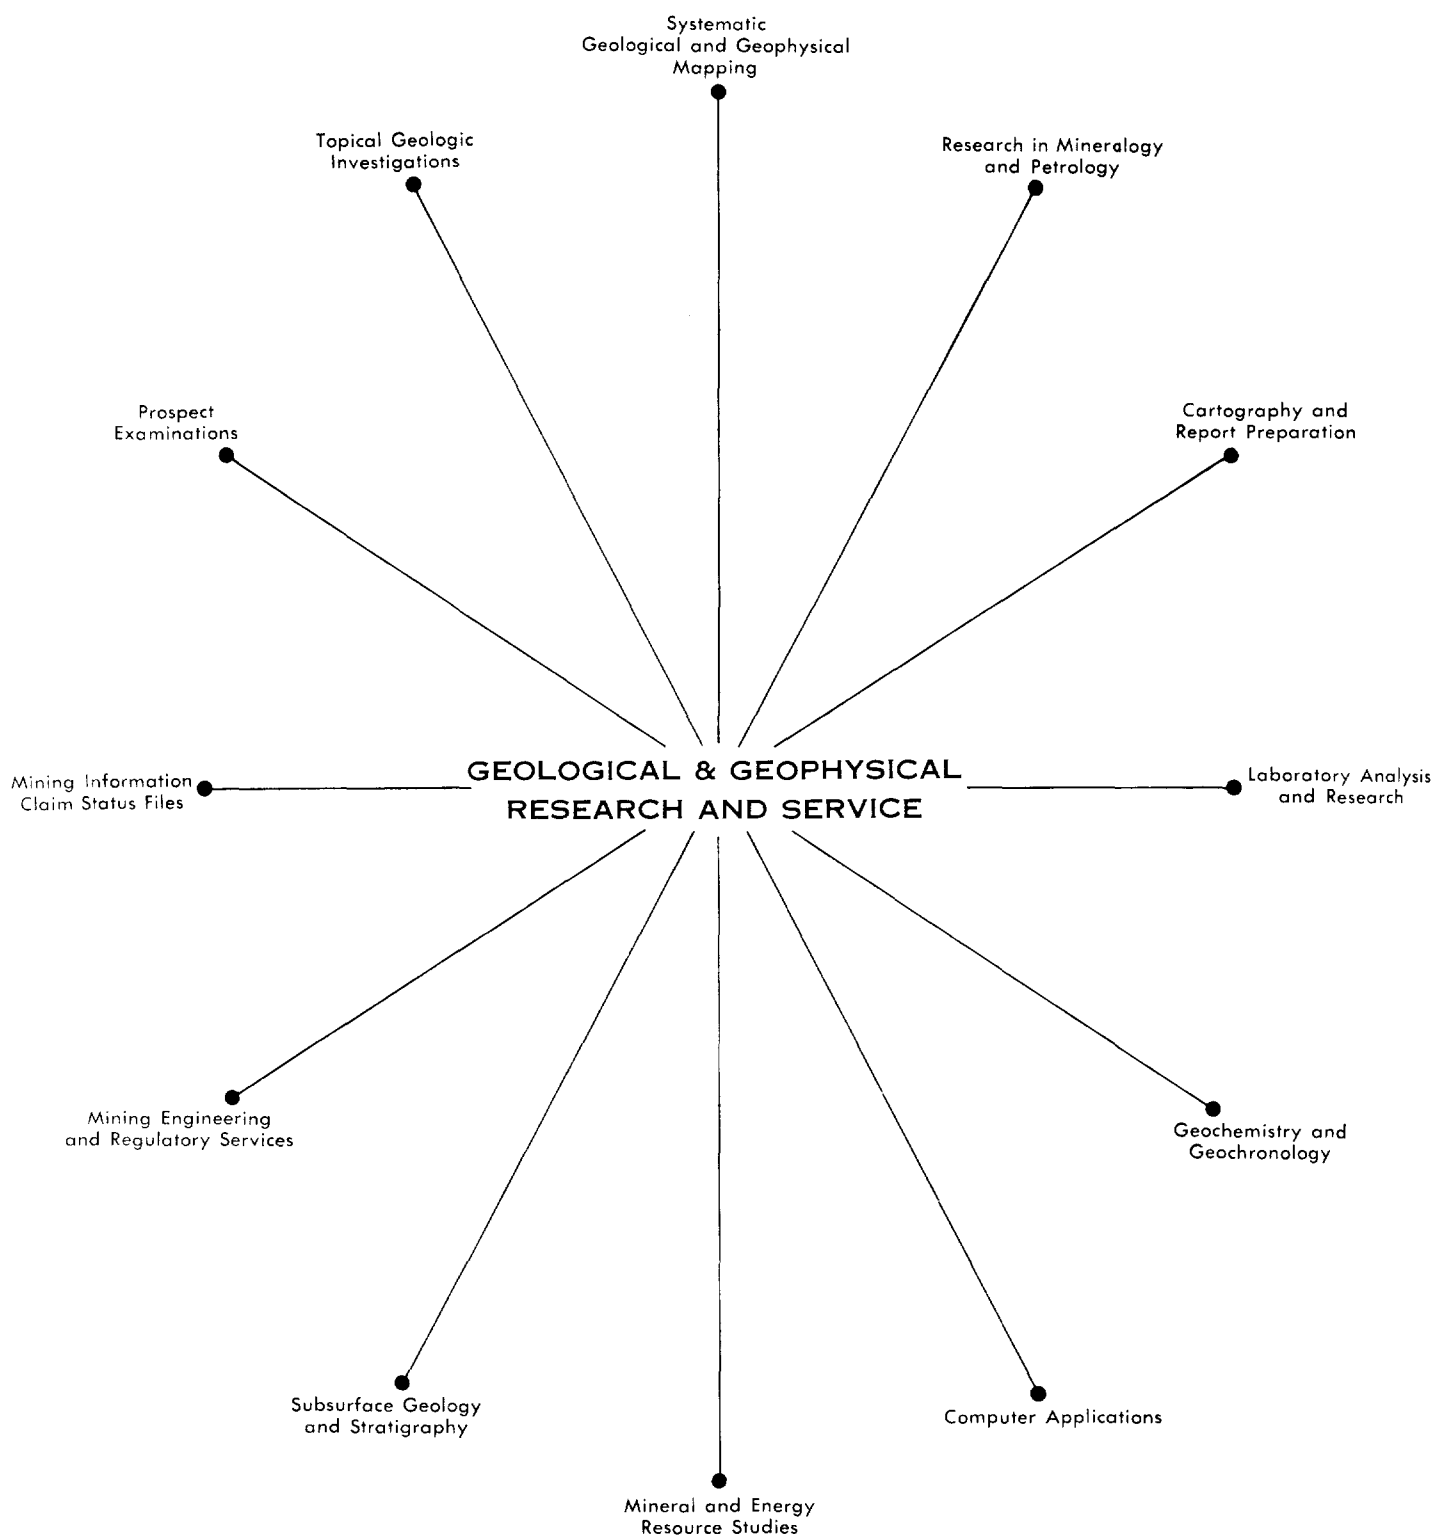 Systematic
Geological and Geophysical
Mapping
Topical Geologic
Investigations
Research in Mineralogy
and Petrology
Prospect
Examinations
Cartography and
Report Preparation
GEOLOGICAL & GEOPHYSICAL
RESEARCH AND SERVICE
Mining Information
Claim Status Files
Laboratory Analysis
and Research
Mining Engineering
and Regulatory Services
Geochemistry and
Geochronology
Subsurface Geology
and Stratigraphy
Computer Applications
Mineral and Energy
Resource Studies